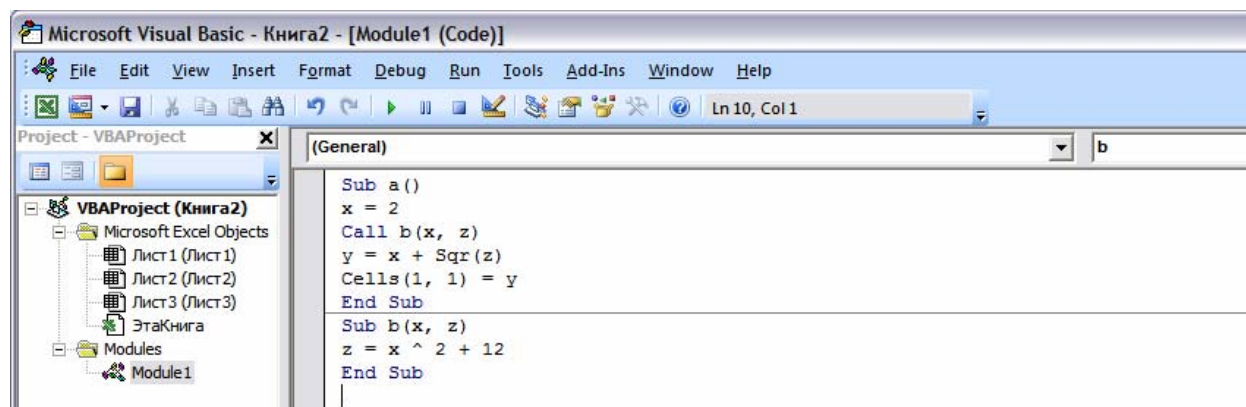 Microsoft Visual Basic - Книга2 - [Module1 (Code)]
File Edit View Insert Format Debug Run Tools Add-Ins Window Help
Ln 10, Col 1
Project - VBAProject
(General) b
VBAProject (Книга2)
Microsoft Excel Objects
Лист1 (Лист1)
Лист2 (Лист2)
Лист3 (Лист3)
ЭтаКнига
Modules
Module1
Sub a()
x = 2
Call b(x, z)
y = x + Sqr(z)
Cells(1, 1) = y
End Sub
Sub b(x, z)
z = x ^ 2 + 12
End Sub